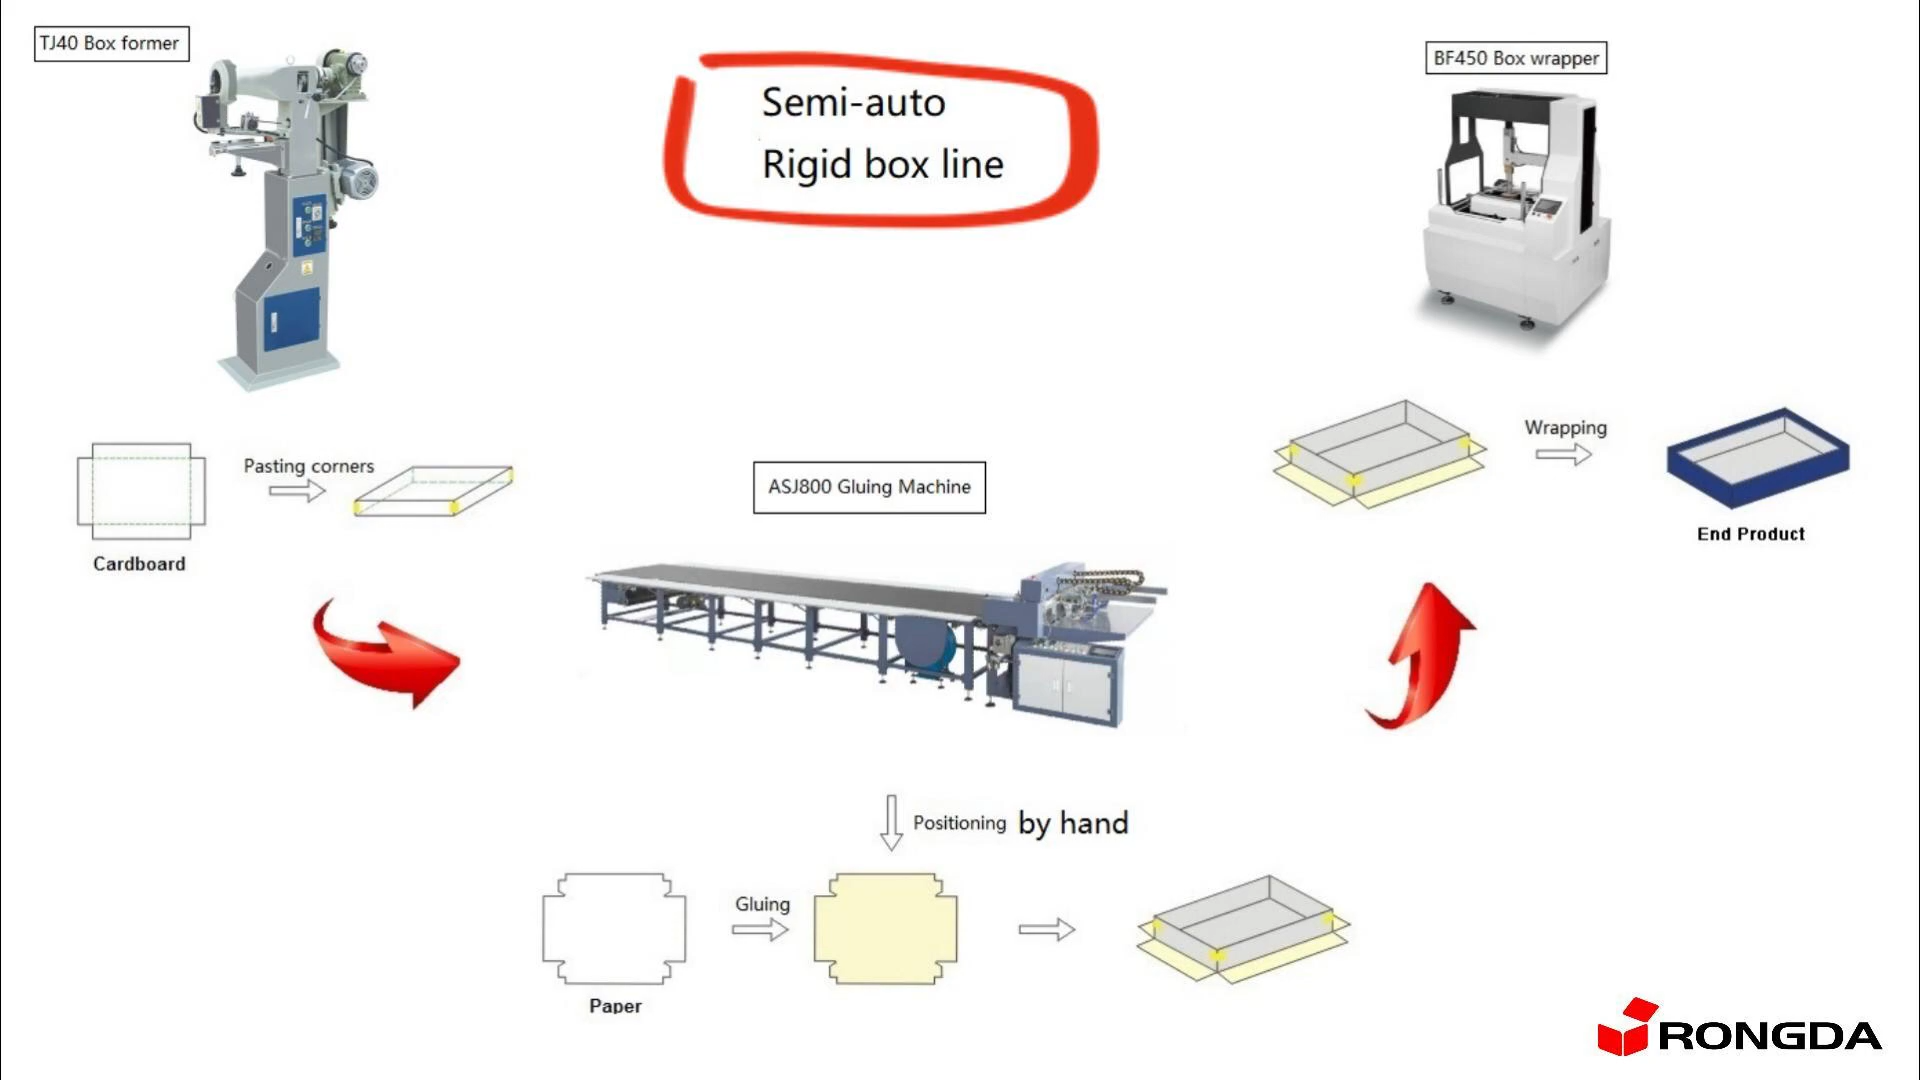 TJ40 Box former
Semi-auto
Rigid box line
BF450 Box wrapper
Pasting corners
Cardboard
ASJ800 Gluing Machine
Wrapping
End Product
Positioning by hand
Gluing
Paper
RONGDA